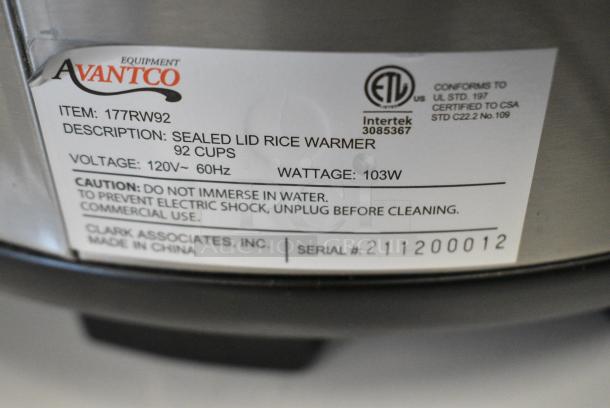 EQUIPMENT
AVANTCO
ETL
US
Intertek
3085367
CONFORMS TO
UL STD. 197
CERTIFIED TO CSA
STD C22.2 No.109
ITEM: 177RW92
DESCRIPTION: SEALED LID RICE WARMER
92 CUPS
VOLTAGE: 120V~ 60Hz
WATTAGE: 103W
CAUTION: DO NOT IMMERSE IN WATER.
TO PREVENT ELECTRIC SHOCK, UNPLUG BEFORE CLEANING.
COMMERCIAL USE.
CLARK ASSOCIATES, INC.
MADE IN CHINA
SERIAL #: 211200012
AUCTION GROUP